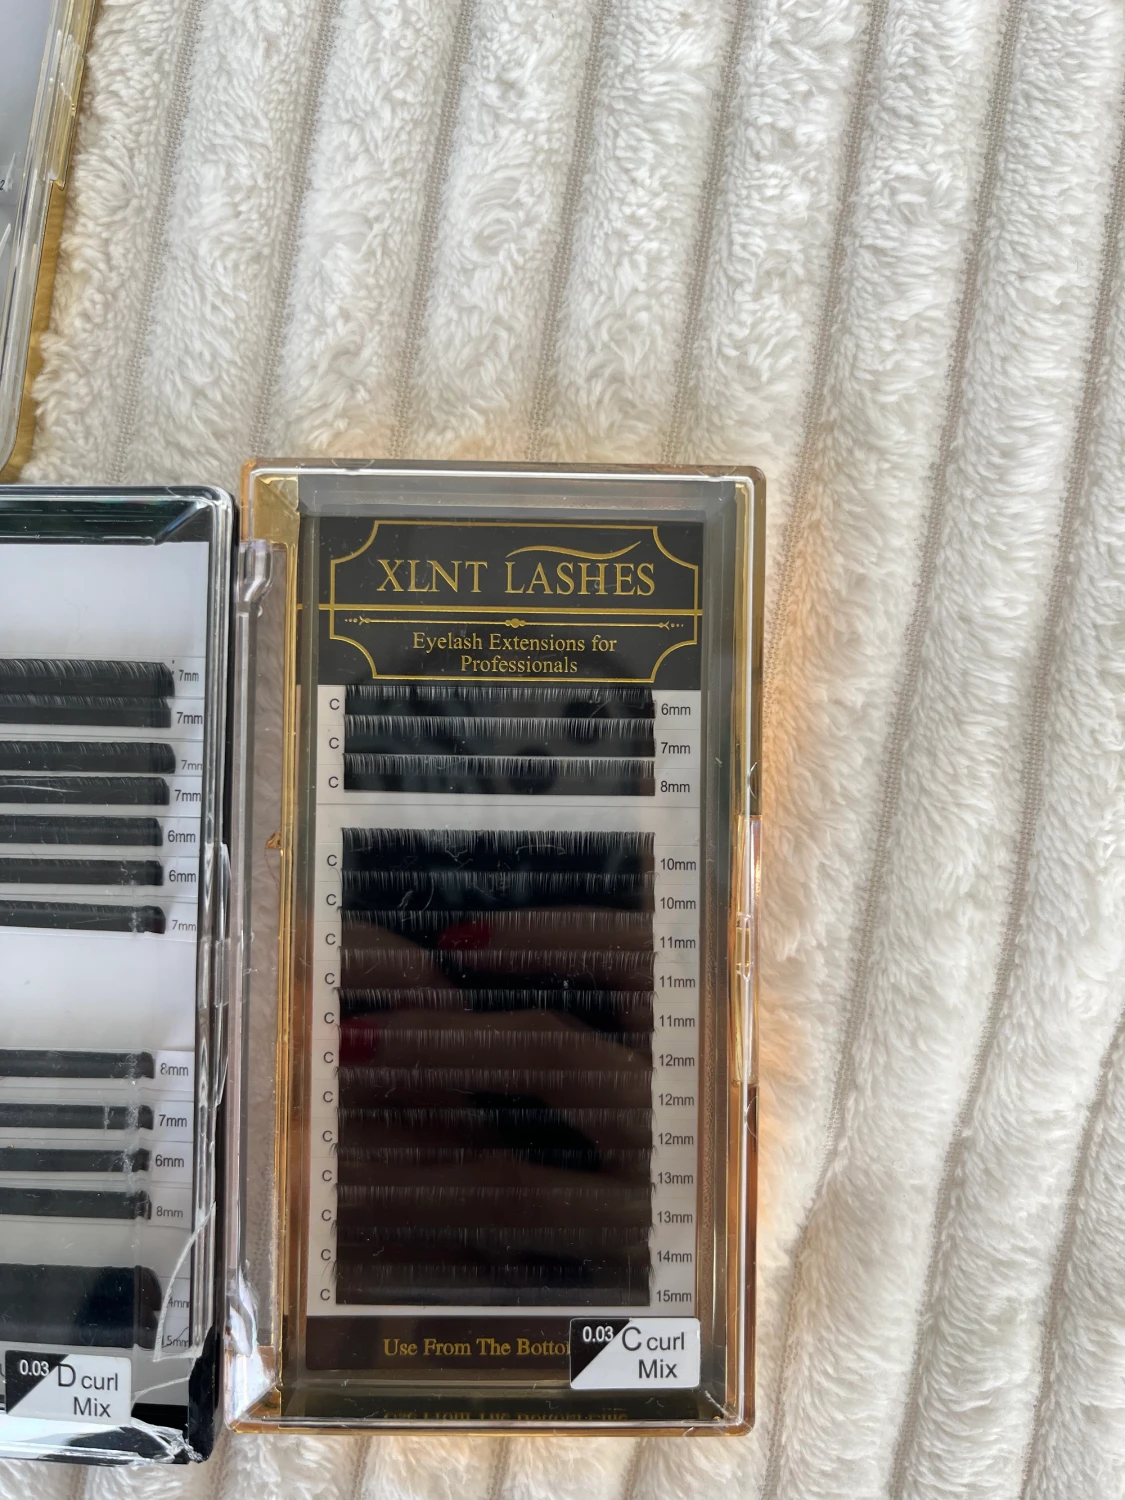 XLNT LASHES
Eyelash Extensions for
Professionals
C 6mm
C 7mm
C 8mm
C 10mm
C 10mm
C 11mm
C 11mm
C 11mm
C 12mm
C 12mm
C 12mm
C 13mm
C 13mm
C 14mm
C 15mm
Use From The
0.03 C curl
Mix
7mm
7mm
7mm
7mm
6mm
6mm
7mm
8mm
7mm
6mm
8mm
4mm
5mm
0.03 D curl
Mix